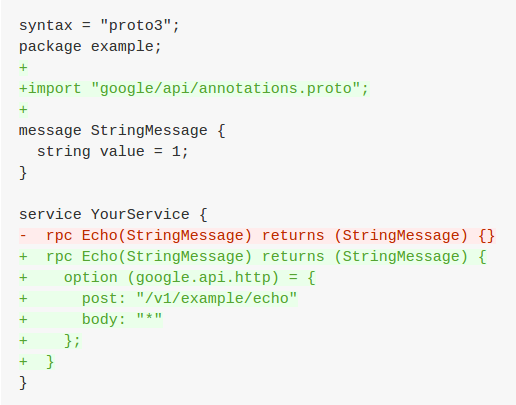 syntax = "proto3";
package example;
+
+import "google/api/annotations.proto";
+
message StringMessage {
  string value = 1;
}

service YourService {
-  rpc Echo(StringMessage) returns (StringMessage) {}
+  rpc Echo(StringMessage) returns (StringMessage) {
+    option (google.api.http) = {
+      post: "/v1/example/echo"
+      body: "*"
+    };
+  }
}